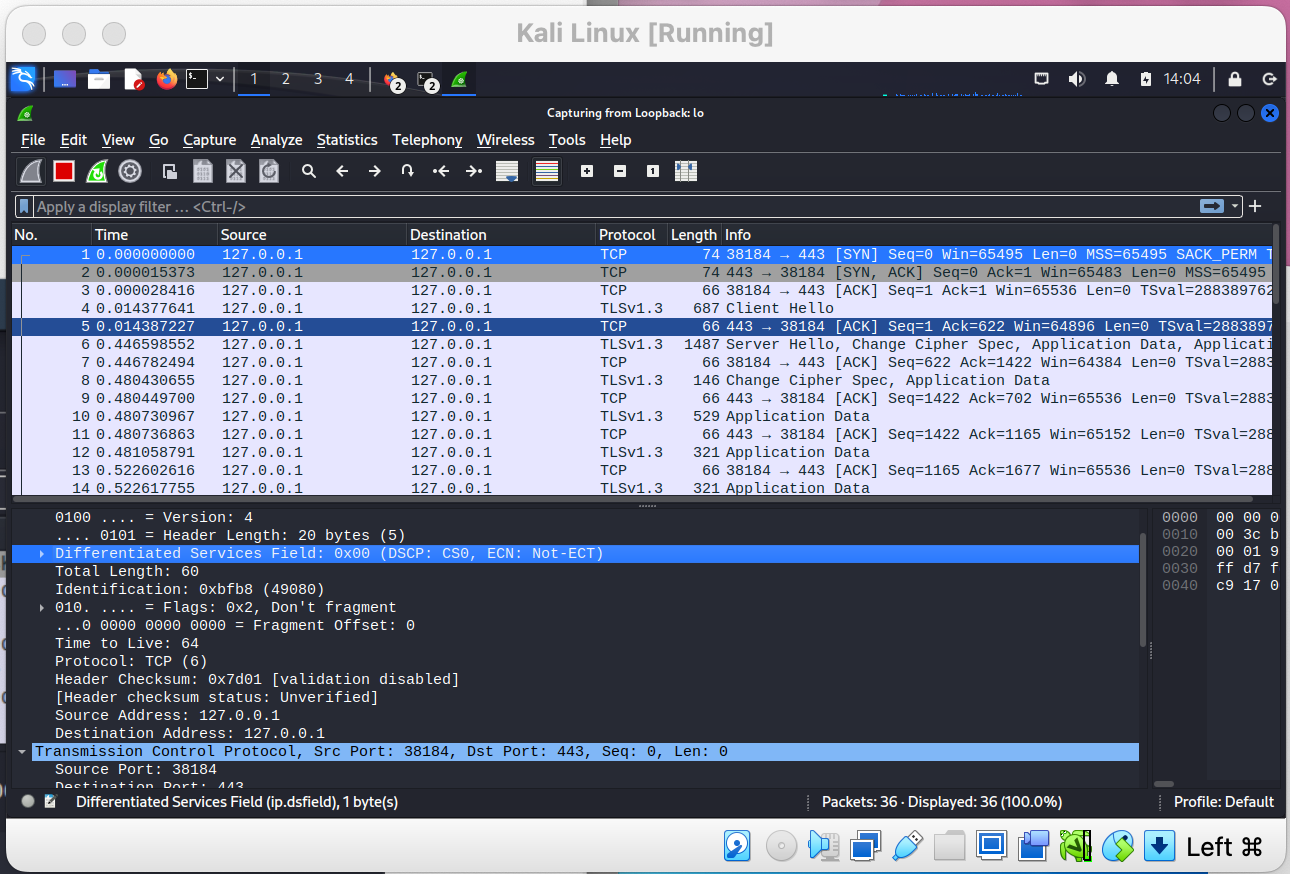 Kali Linux [Running]
1 2 3 4 2 2 14:04
Capturing from Loopback: lo
File Edit View Go Capture Analyze Statistics Telephony Wireless Tools Help
Apply a display filter ... <Ctrl-/>
No. Time Source Destination Protocol Length Info
1 0.000000000 127.0.0.1 127.0.0.1 TCP 74 38184 → 443 [SYN] Seq=0 Win=65495 Len=0 MSS=65495 SACK_PERM T
2 0.000015373 127.0.0.1 127.0.0.1 TCP 74 443 → 38184 [SYN, ACK] Seq=0 Ack=1 Win=65483 Len=0 MSS=65495
3 0.000028416 127.0.0.1 127.0.0.1 TCP 66 38184 → 443 [ACK] Seq=1 Ack=1 Win=65536 Len=0 TSval=288389762
4 0.014377641 127.0.0.1 127.0.0.1 TLSv1.3 687 Client Hello
5 0.014387227 127.0.0.1 127.0.0.1 TCP 66 443 → 38184 [ACK] Seq=1 Ack=622 Win=64896 Len=0 TSval=2883897
6 0.446598552 127.0.0.1 127.0.0.1 TLSv1.3 1487 Server Hello, Change Cipher Spec, Application Data, Applicati
7 0.446782494 127.0.0.1 127.0.0.1 TCP 66 38184 → 443 [ACK] Seq=622 Ack=1422 Win=64384 Len=0 TSval=2883
8 0.480430655 127.0.0.1 127.0.0.1 TLSv1.3 146 Change Cipher Spec, Application Data
9 0.480449700 127.0.0.1 127.0.0.1 TCP 66 443 → 38184 [ACK] Seq=1422 Ack=702 Win=65536 Len=0 TSval=2883
10 0.480730967 127.0.0.1 127.0.0.1 TLSv1.3 529 Application Data
11 0.480736863 127.0.0.1 127.0.0.1 TCP 66 443 → 38184 [ACK] Seq=1422 Ack=1165 Win=65152 Len=0 TSval=288
12 0.481058791 127.0.0.1 127.0.0.1 TLSv1.3 321 Application Data
13 0.522602616 127.0.0.1 127.0.0.1 TCP 66 38184 → 443 [ACK] Seq=1165 Ack=1677 Win=65536 Len=0 TSval=288
14 0.522617755 127.0.0.1 127.0.0.1 TLSv1.3 321 Application Data
0100 .... = Version: 4
.... 0101 = Header Length: 20 bytes (5)
Differentiated Services Field: 0x00 (DSCP: CS0, ECN: Not-ECT)
Total Length: 60
Identification: 0xbfb8 (49080)
010. .... = Flags: 0x2, Don't fragment
...0 0000 0000 0000 = Fragment Offset: 0
Time to Live: 64
Protocol: TCP (6)
Header Checksum: 0x7d01 [validation disabled]
[Header checksum status: Unverified]
Source Address: 127.0.0.1
Destination Address: 127.0.0.1
Transmission Control Protocol, Src Port: 38184, Dst Port: 443, Seq: 0, Len: 0
Source Port: 38184
Destination Port: 443
0000 00 00 0
0010 00 3c b
0020 00 01 9
0030 ff d7 f
0040 c9 17 0
Differentiated Services Field (ip.dsfield), 1 byte(s) Packets: 36 · Displayed: 36 (100.0%) Profile: Default
Left ⌘